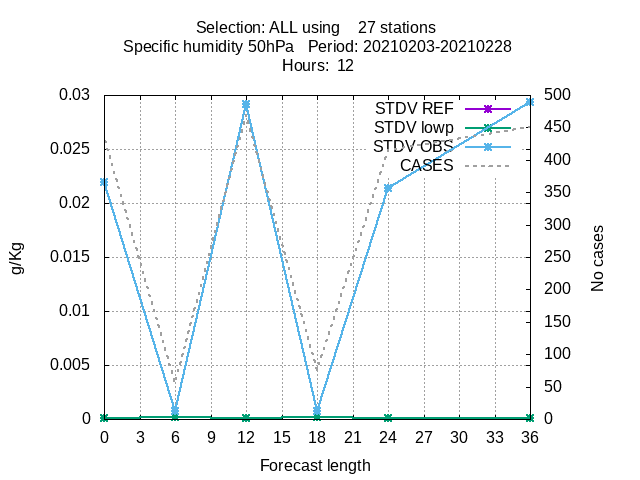 Selection: ALL using    27 stations
Specific humidity 50hPa   Period: 20210203-20210228
Hours:  12
0.03
0.025
0.02
0.015
0.01
0.005
0
500
450
400
350
300
250
200
150
100
50
0
STDV REF
STDV lowp
STDV OBS
CASES
g/Kg
No cases
0 3 6 9 12 15 18 21 24 27 30 33 36
Forecast length